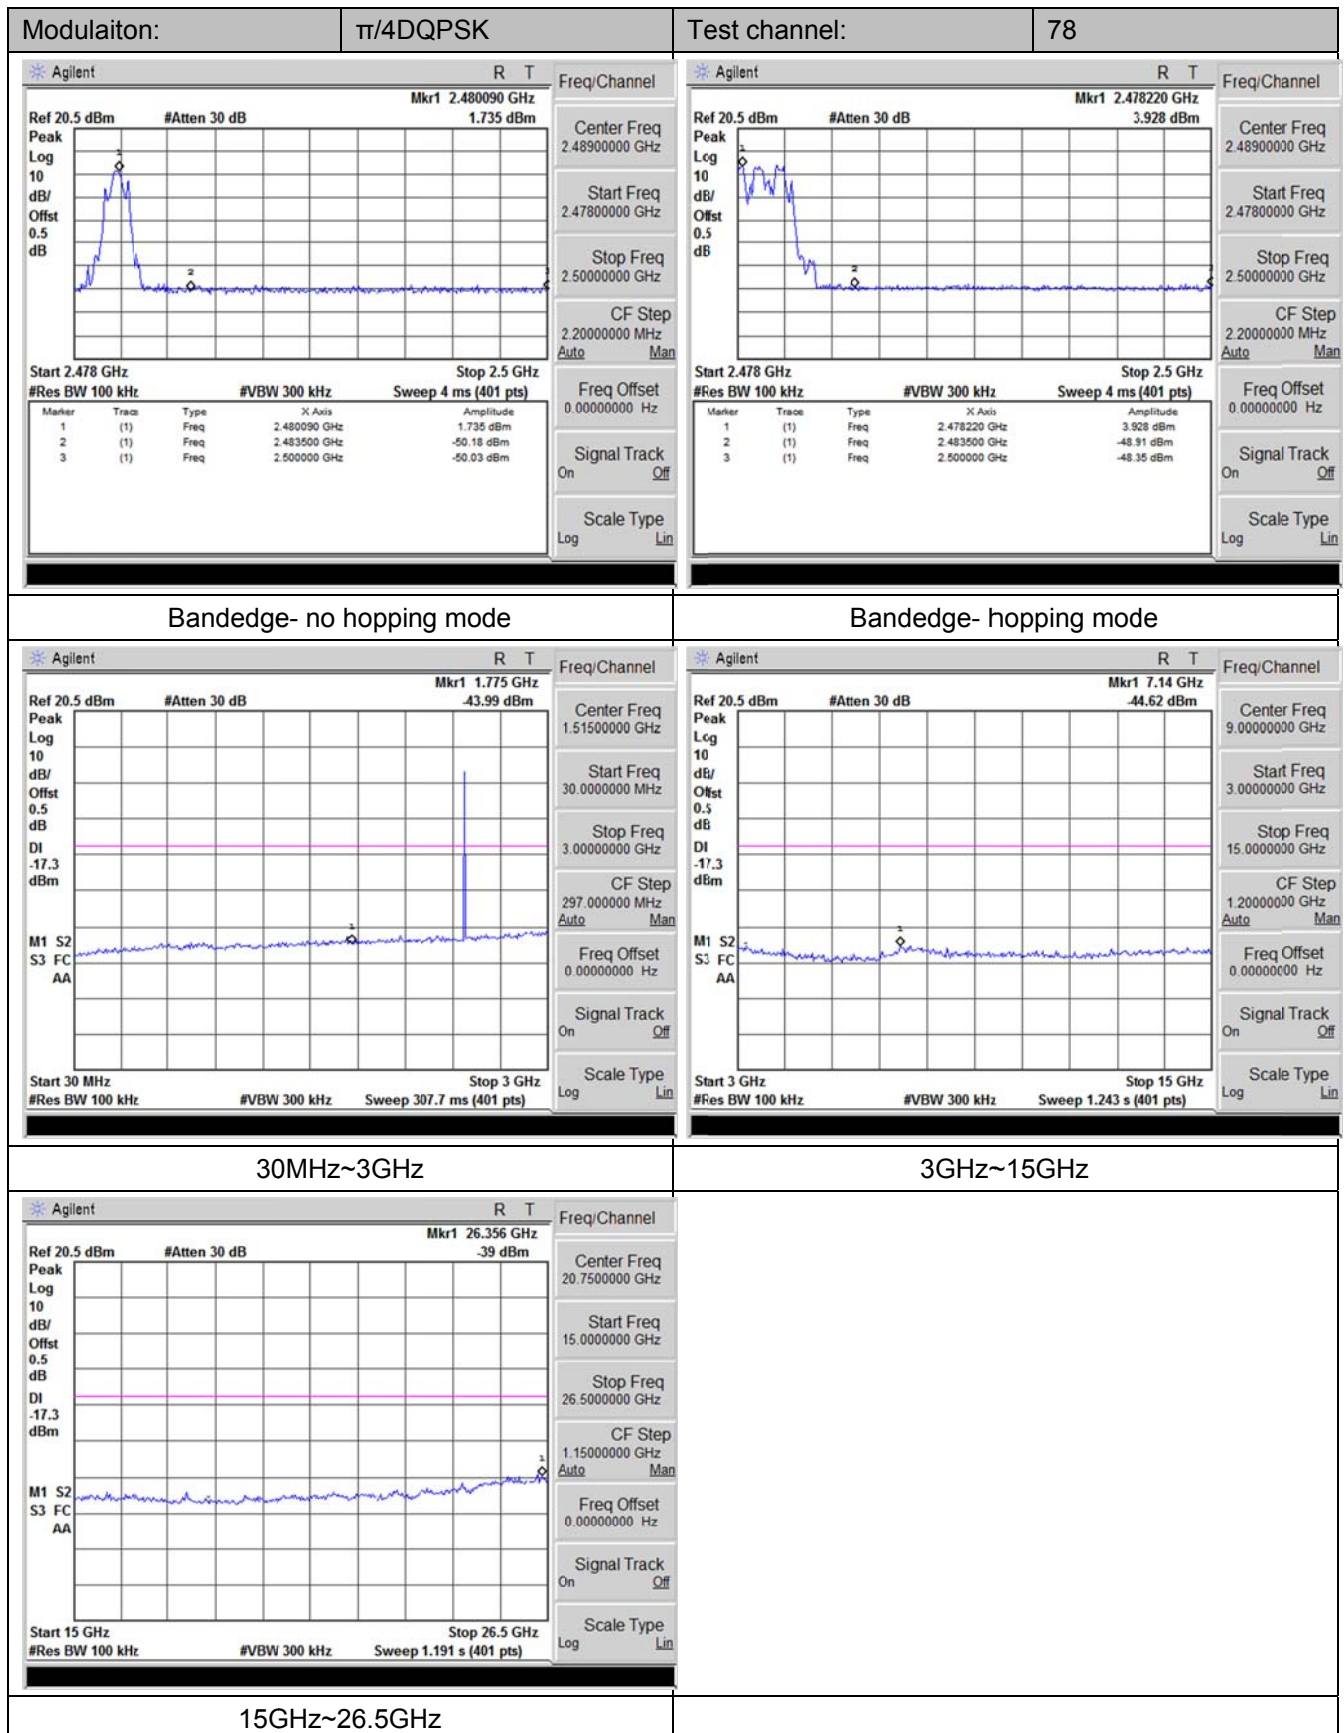 Modulaiton: π/4DQPSK Test channel: 78
Agilent R T
Mkr1 2.480090 GHz
Ref 20.5 dBm #Atten 30 dB 1.735 dBm
Peak
Log
10
dB/
Offst
0.5
dB
1
2
Start 2.478 GHz Stop 2.5 GHz
#Res BW 100 kHz #VBW 300 kHz Sweep 4 ms (401 pts)
Marker Trace Type X Axis Amplitude
1 (1) Freq 2.480090 GHz 1.735 dBm
2 (1) Freq 2.483500 GHz -50.18 dBm
3 (1) Freq 2.500000 GHz -50.03 dBm
Freq/Channel
Center Freq
2.48900000 GHz
Start Freq
2.47800000 GHz
Stop Freq
2.50000000 GHz
CF Step
2.20000000 MHz
Auto Man
Freq Offset
0.00000000 Hz
Signal Track
On Off
Scale Type
Log Lin
Agilent R T
Mkr1 2.478220 GHz
Ref 20.5 dBm #Atten 30 dB 3.928 dBm
Peak
Log
10
dB/
Offst
0.5
dB
1
2
Start 2.478 GHz Stop 2.5 GHz
#Res BW 100 kHz #VBW 300 kHz Sweep 4 ms (401 pts)
Marker Trace Type X Axis Amplitude
1 (1) Freq 2.478220 GHz 3.928 dBm
2 (1) Freq 2.483500 GHz -48.91 dBm
3 (1) Freq 2.500000 GHz -48.35 dBm
Freq/Channel
Center Freq
2.48900000 GHz
Start Freq
2.47800000 GHz
Stop Freq
2.50000000 GHz
CF Step
2.20000000 MHz
Auto Man
Freq Offset
0.00000000 Hz
Signal Track
On Off
Scale Type
Log Lin
Bandedge- no hopping mode Bandedge- hopping mode
Agilent R T
Mkr1 1.775 GHz
Ref 20.5 dBm #Atten 30 dB -43.99 dBm
Peak
Log
10
dB/
Offst
0.5
dB
DI
-17.3
dBm
M1 S2
S3 FC
AA
1
Start 30 MHz Stop 3 GHz
#Res BW 100 kHz #VBW 300 kHz Sweep 307.7 ms (401 pts)
Freq/Channel
Center Freq
1.51500000 GHz
Start Freq
30.0000000 MHz
Stop Freq
3.00000000 GHz
CF Step
297.000000 MHz
Auto Man
Freq Offset
0.00000000 Hz
Signal Track
On Off
Scale Type
Log Lin
Agilent R T
Mkr1 7.14 GHz
Ref 20.5 dBm #Atten 30 dB -44.62 dBm
Peak
Log
10
dB/
Offst
0.5
dB
DI
-17.3
dBm
M1 S2
S3 FC
AA
1
Start 3 GHz Stop 15 GHz
#Res BW 100 kHz #VBW 300 kHz Sweep 1.243 s (401 pts)
Freq/Channel
Center Freq
9.00000000 GHz
Start Freq
3.00000000 GHz
Stop Freq
15.0000000 GHz
CF Step
1.20000000 GHz
Auto Man
Freq Offset
0.00000000 Hz
Signal Track
On Off
Scale Type
Log Lin
30MHz~3GHz 3GHz~15GHz
Agilent R T
Mkr1 26.356 GHz
Ref 20.5 dBm #Atten 30 dB -39 dBm
Peak
Log
10
dB/
Offst
0.5
dB
DI
-17.3
dBm
M1 S2
S3 FC
AA
1
Start 15 GHz Stop 26.5 GHz
#Res BW 100 kHz #VBW 300 kHz Sweep 1.191 s (401 pts)
Freq/Channel
Center Freq
20.7500000 GHz
Start Freq
15.0000000 GHz
Stop Freq
26.5000000 GHz
CF Step
1.15000000 GHz
Auto Man
Freq Offset
0.00000000 Hz
Signal Track
On Off
Scale Type
Log Lin
15GHz~26.5GHz